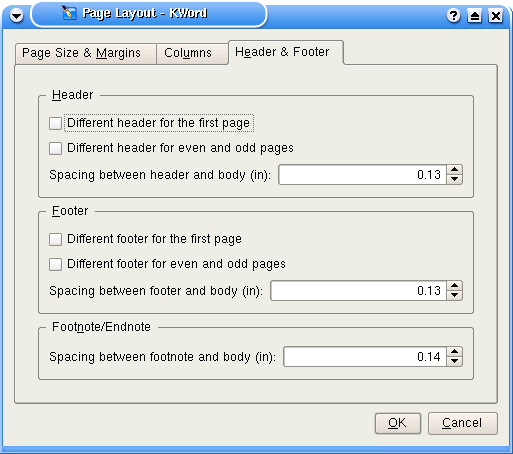 Page Layout - KWord
Page Size & Margins
Columns
Header & Footer
Header
Different header for the first page
Different header for even and odd pages
Spacing between header and body (in): 0.13
Footer
Different footer for the first page
Different footer for even and odd pages
Spacing between footer and body (in): 0.13
Footnote/Endnote
Spacing between footnote and body (in): 0.14
OK
Cancel